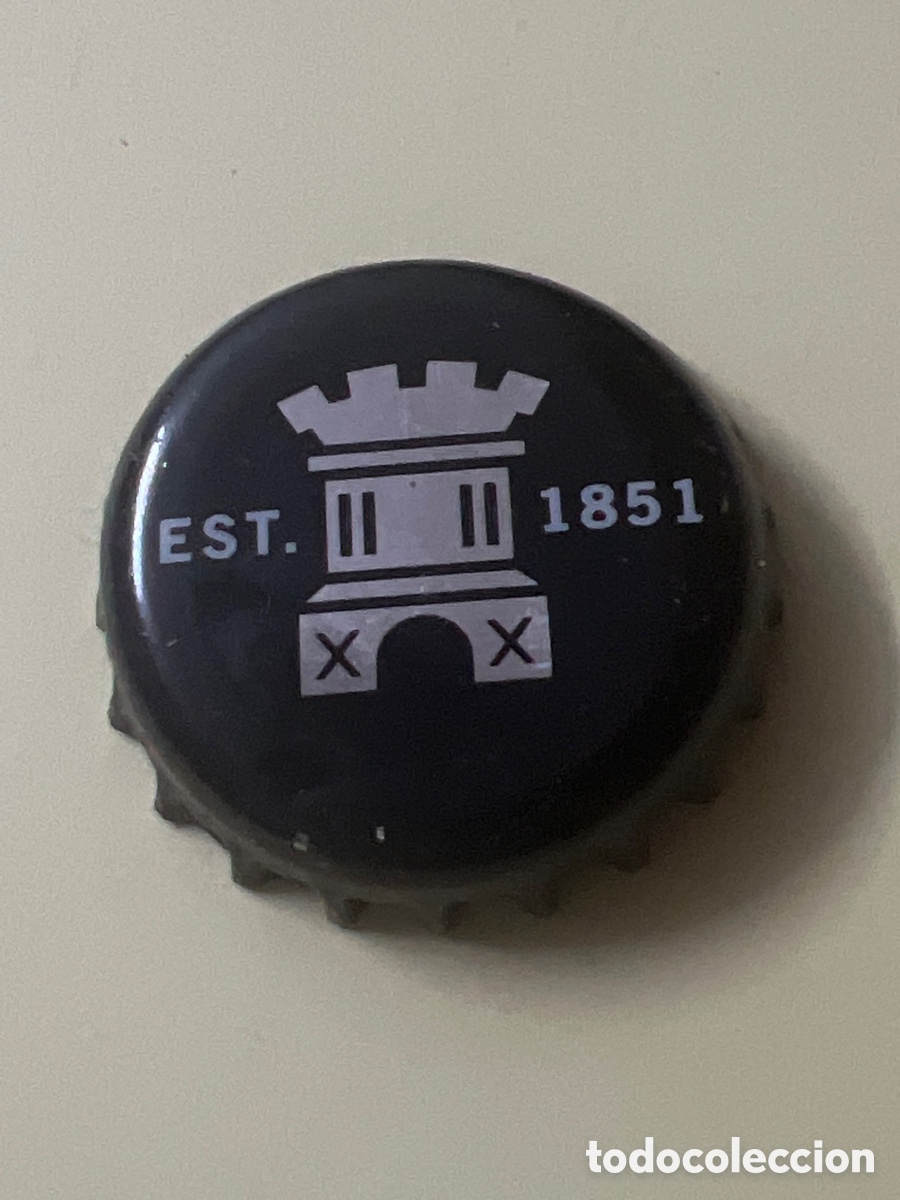 EST. 1851
X X
todocoleccion